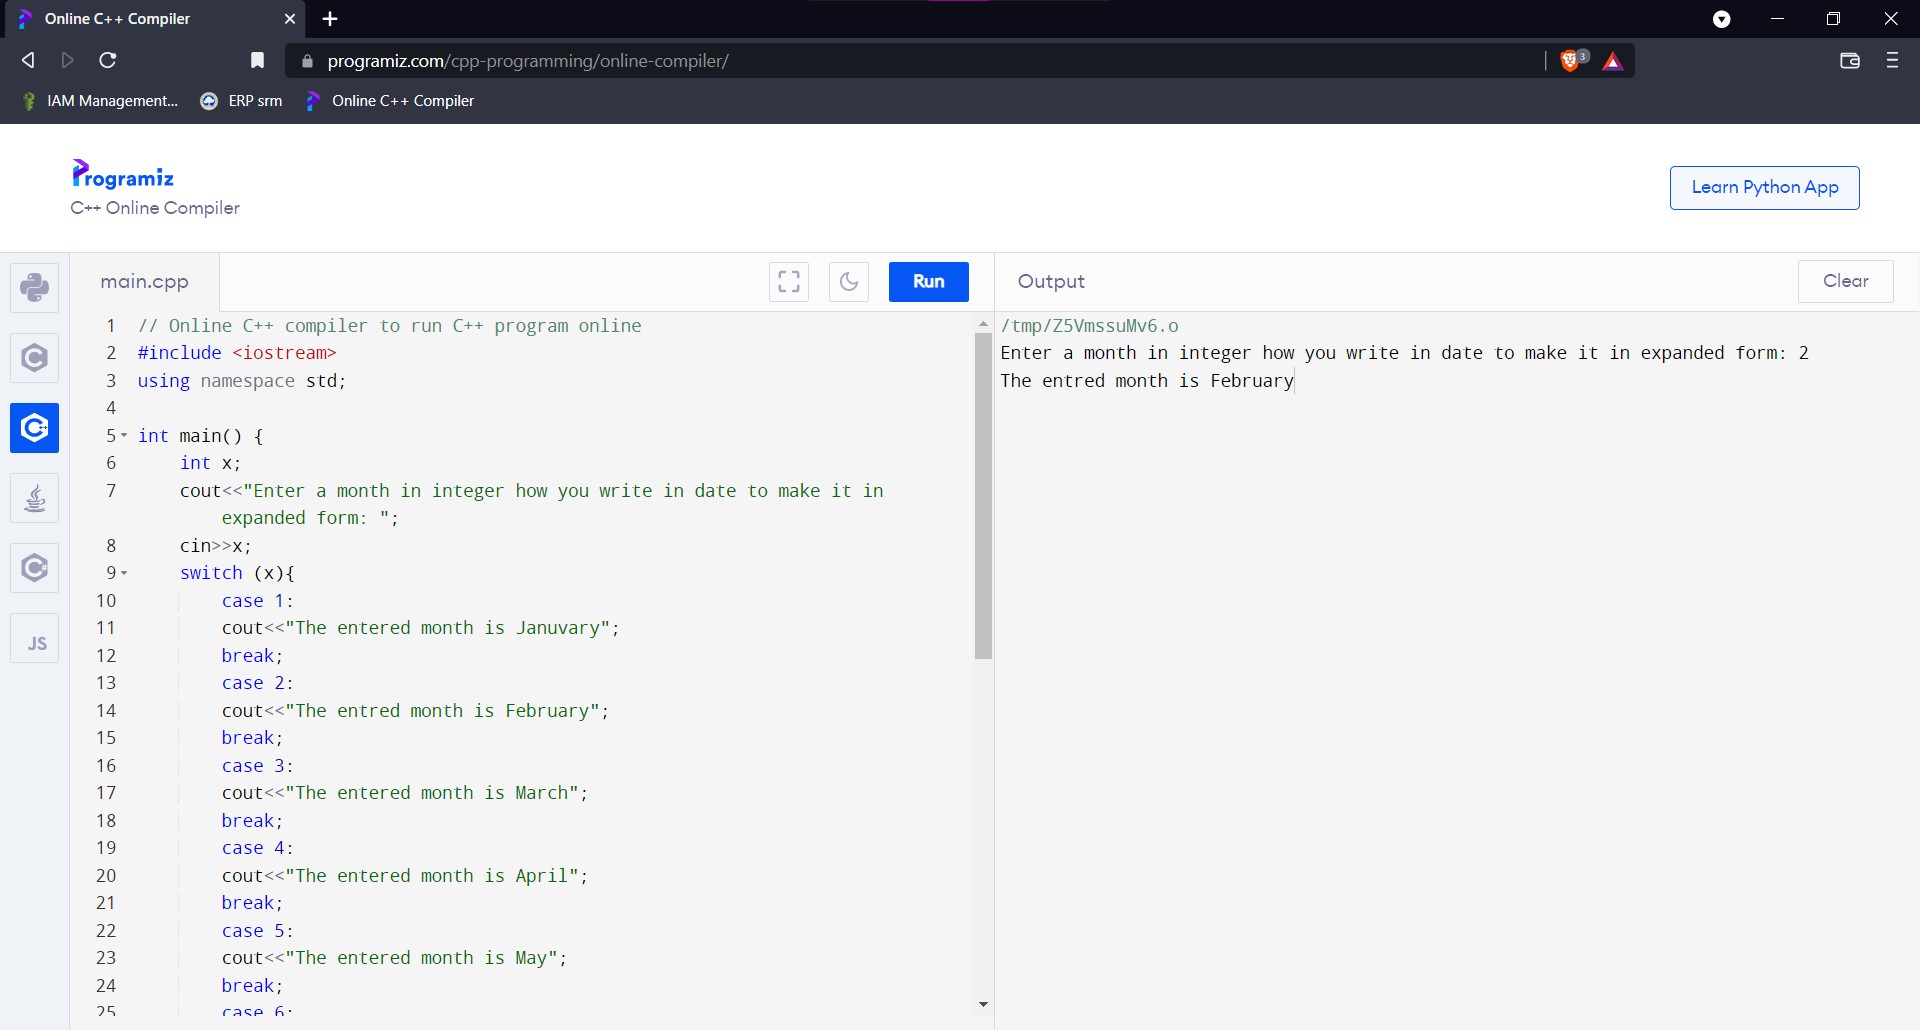 Online C++ Compiler
programiz.com/cpp-programming/online-compiler/
3
IAM Management...
ERP srm
Online C++ Compiler
Programiz
C++ Online Compiler
Learn Python App
main.cpp
Run
Output
Clear
JS
1 // Online C++ compiler to run C++ program online
2 #include <iostream>
3 using namespace std;
4
5 int main() {
6 int x;
7 cout<<"Enter a month in integer how you write in date to make it in
expanded form: ";
8 cin>>x;
9 switch (x){
10 case 1:
11 cout<<"The entered month is Januvary";
12 break;
13 case 2:
14 cout<<"The entred month is February";
15 break;
16 case 3:
17 cout<<"The entered month is March";
18 break;
19 case 4:
20 cout<<"The entered month is April";
21 break;
22 case 5:
23 cout<<"The entered month is May";
24 break;
25 case 6:
/tmp/Z5VmssuMv6.o
Enter a month in integer how you write in date to make it in expanded form: 2
The entred month is February